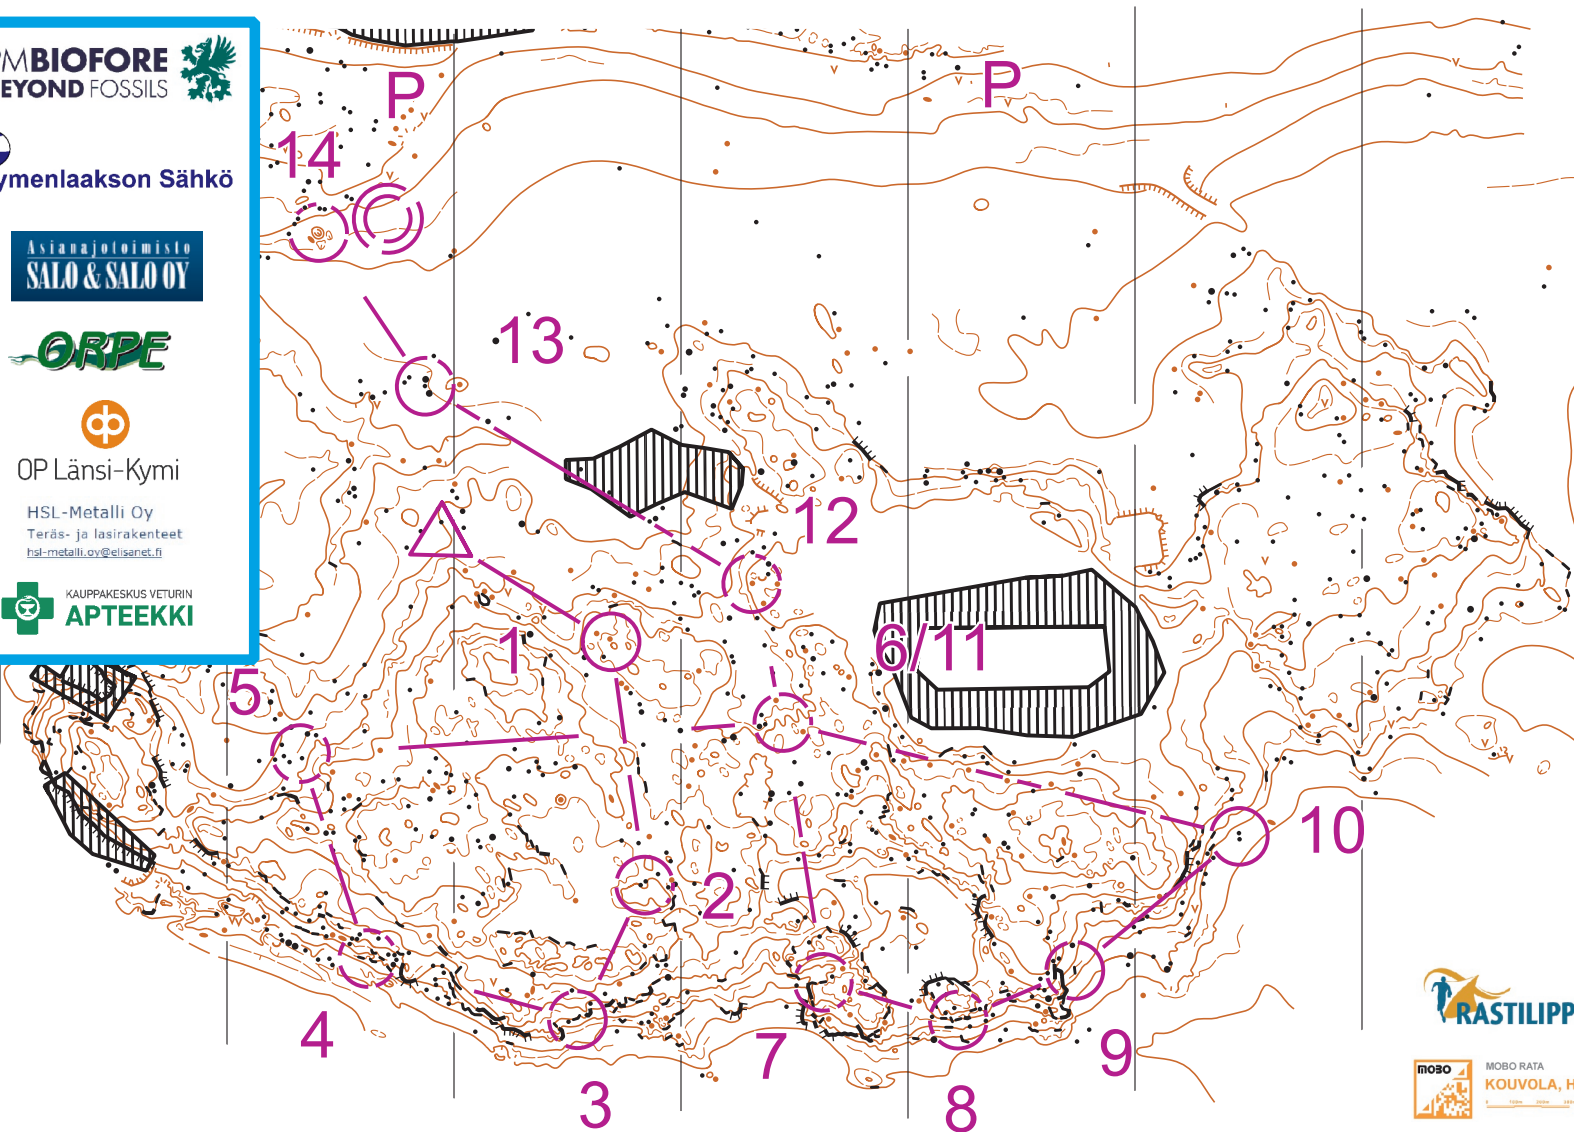 PMBIOFORE
EYOND FOSSILS
ymenlaakson Sähkö
Asianajotoimisto
SALO & SALO OY
ORPE
op
OP Länsi-Kymi
HSL-Metalli Oy
Teräs- ja lasirakenteet
hsl-metalli.oy@elisanet.fi
KAUPPAKESKUS VETURIN
APTEEKKI
P
P
14
13
12
1
6/11
5
10
2
4
7
9
3
8
E
E
E
RASTILIPP
MOBO
MOBO RATA
KOUVOLA, H